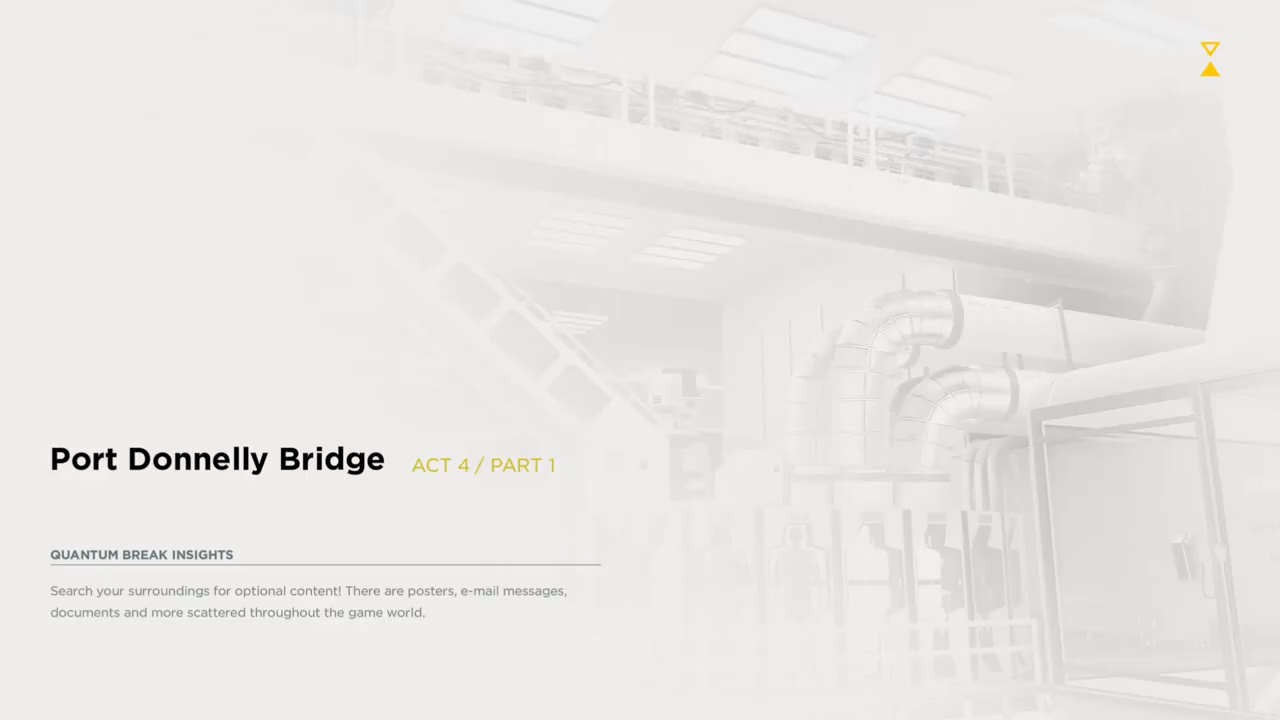 Port Donnelly Bridge ACT 4 / PART 1
QUANTUM BREAK INSIGHTS
Search your surroundings for optional content! There are posters, e-mail messages,
documents and more scattered throughout the game world.